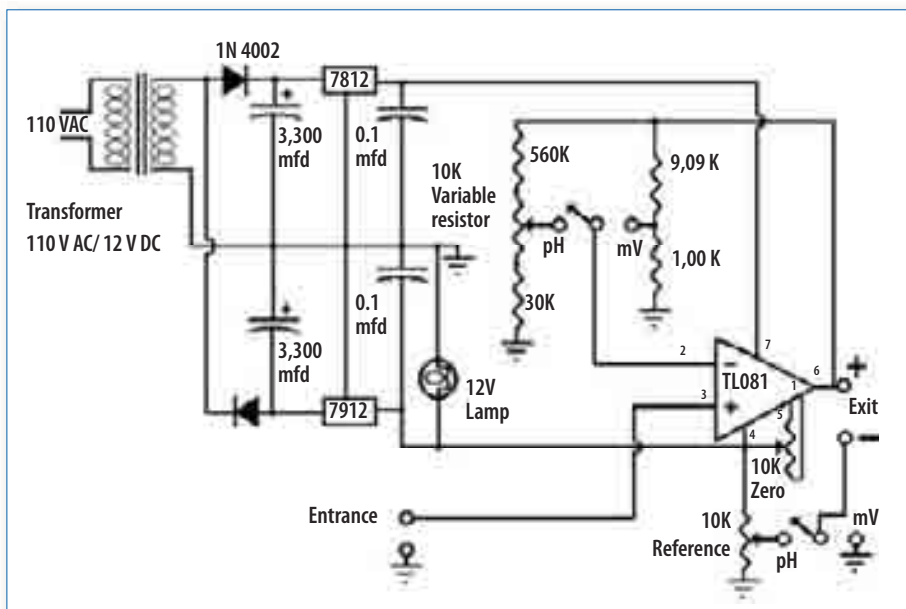 1N 4002
7812
110 VAC
3,300
mfd
0.1
mfd
560K
9,09 K
10K
Variable
resistor
Transformer
110 V AC/ 12 V DC
pH
mV
1,00 K
30K
0.1
mfd
3,300
mfd
7
2
6
+
−
TL081
1
12V
Lamp
3
+
5
Exit
7912
4
−
10K
Zero
Entrance
10K
Reference
pH
mV
+
+